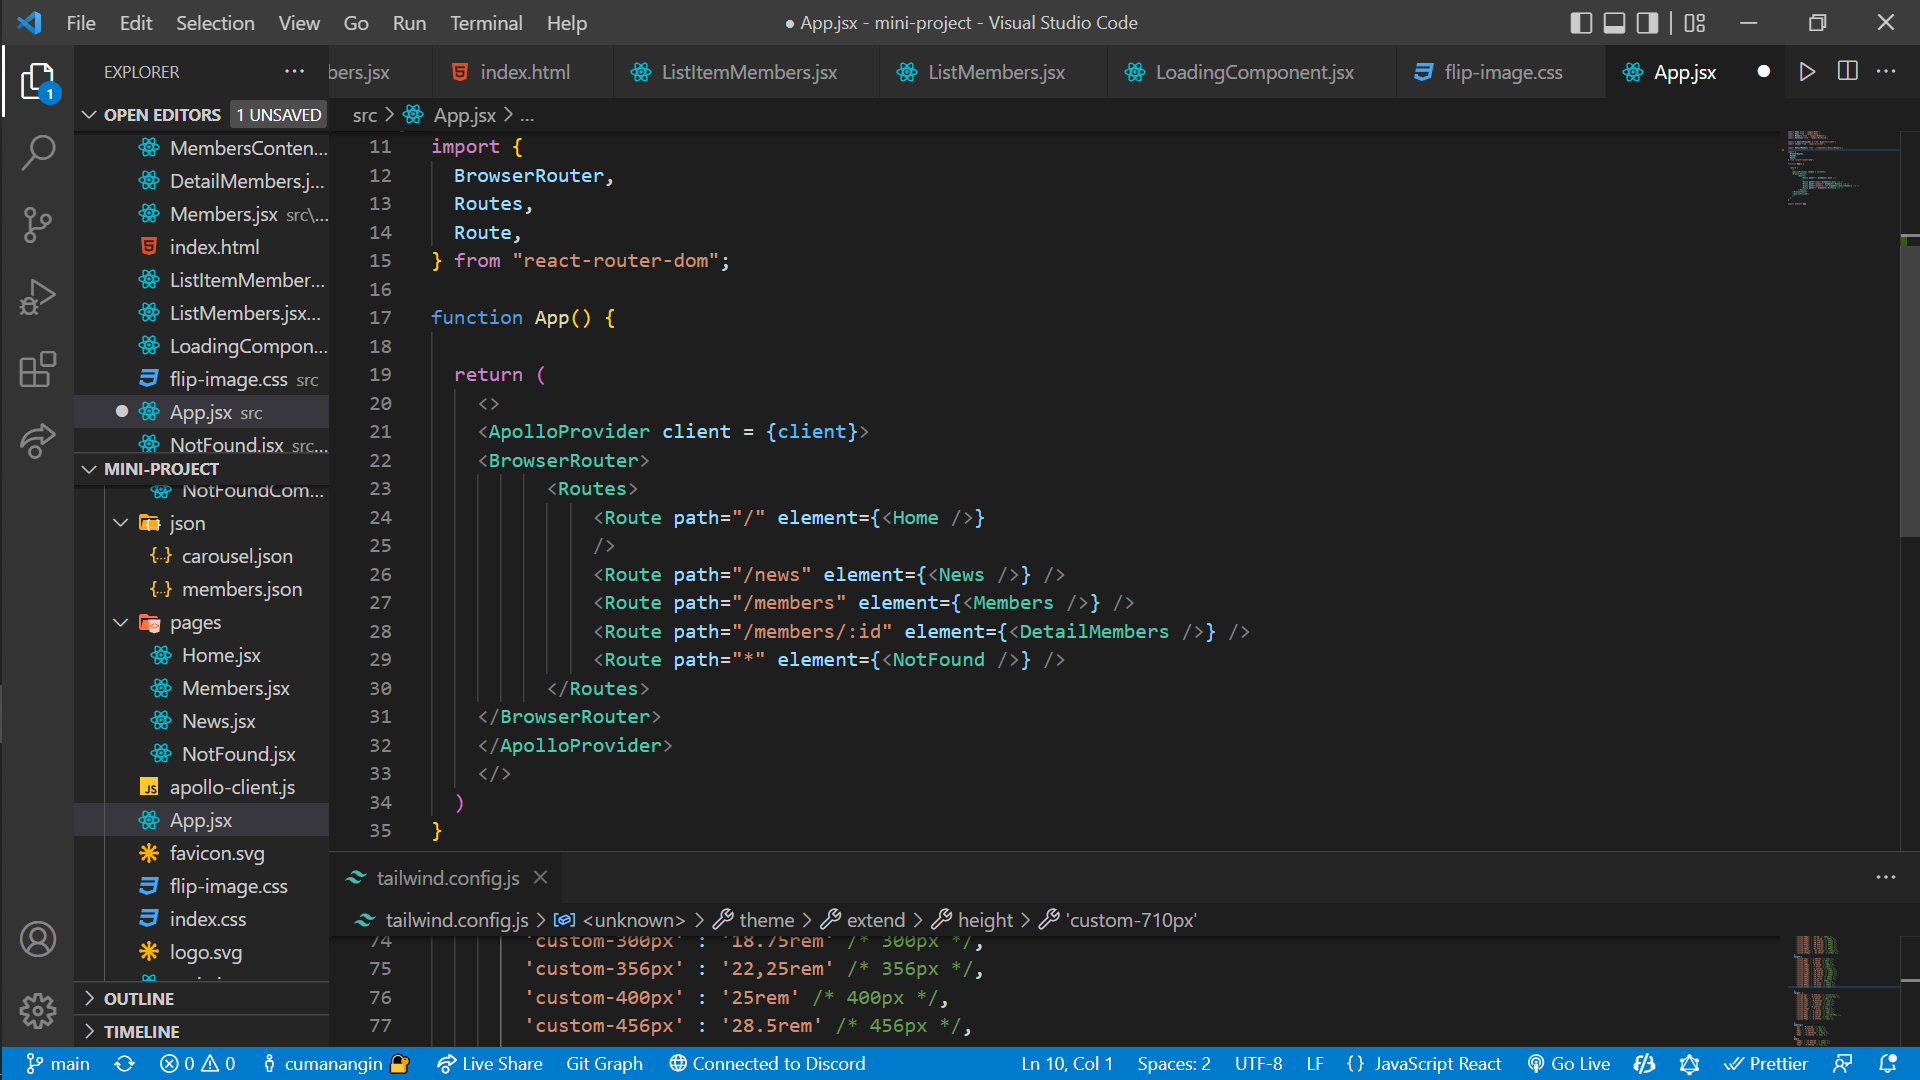 File Edit Selection View Go Run Terminal Help
● App.jsx - mini-project - Visual Studio Code
EXPLORER
bers.jsx index.html ListItemMembers.jsx ListMembers.jsx LoadingComponent.jsx flip-image.css App.jsx
1
OPEN EDITORS 1 UNSAVED
MembersConten...
DetailMembers.j...
Members.jsx src\...
index.html
ListItemMember...
ListMembers.jsx...
LoadingCompon...
flip-image.css src
App.jsx src
NotFound.jsx src...
MINI-PROJECT
NotFoundCom...
json
carousel.json
members.json
pages
Home.jsx
Members.jsx
News.jsx
NotFound.jsx
apollo-client.js
App.jsx
favicon.svg
flip-image.css
index.css
logo.svg
OUTLINE
TIMELINE
src > App.jsx > ...
11 import {
12 BrowserRouter,
13 Routes,
14 Route,
15 } from "react-router-dom";
16
17 function App() {
18
19 return (
20 <>
21 <ApolloProvider client = {client}>
22 <BrowserRouter>
23 <Routes>
24 <Route path="/" element={<Home />}
25 />
26 <Route path="/news" element={<News />} />
27 <Route path="/members" element={<Members />} />
28 <Route path="/members/:id" element={<DetailMembers />} />
29 <Route path="*" element={<NotFound />} />
30 </Routes>
31 </BrowserRouter>
32 </ApolloProvider>
33 </>
34 )
35 }
tailwind.config.js
tailwind.config.js > <unknown> > theme > extend > height > 'custom-710px'
74 'custom-300px' : '18.75rem' /* 300px */,
75 'custom-356px' : '22,25rem' /* 356px */,
76 'custom-400px' : '25rem' /* 400px */,
77 'custom-456px' : '28.5rem' /* 456px */,
main 0 0 cumanangin Live Share Git Graph Connected to Discord Ln 10, Col 1 Spaces: 2 UTF-8 LF {} JavaScript React Go Live Prettier